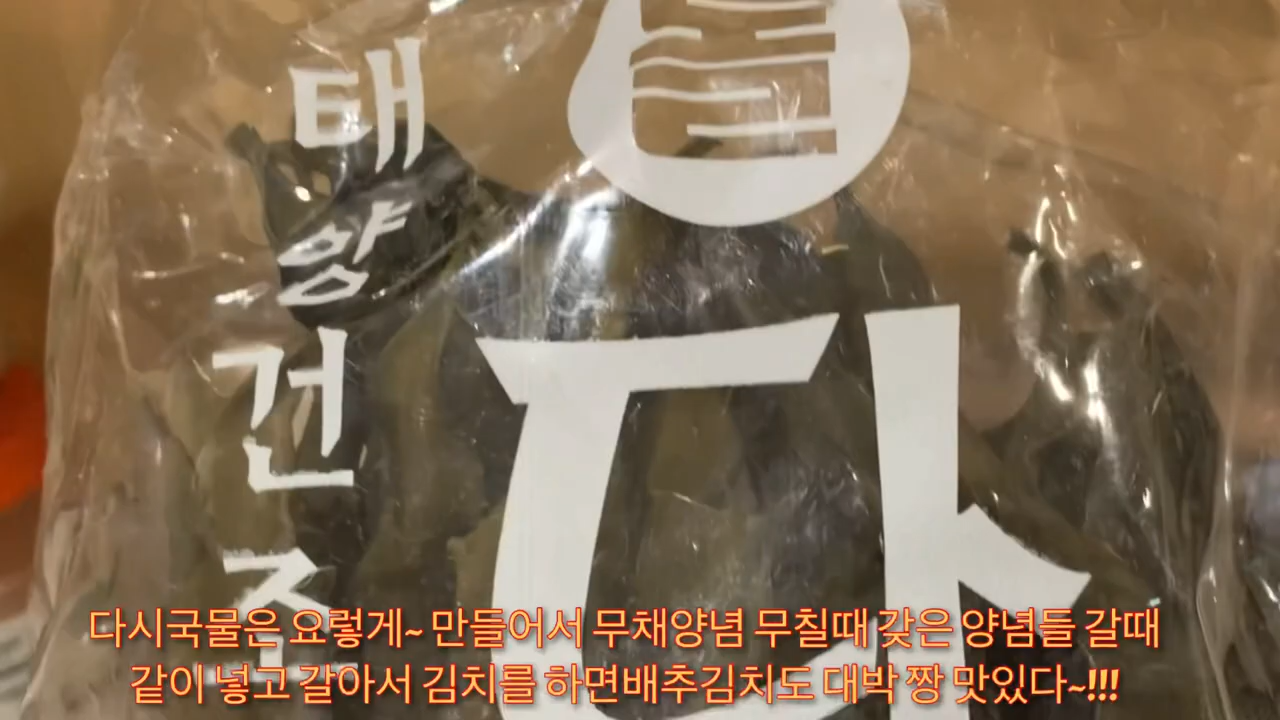 태양건조
다
다시국물은 요렇게~ 만들어서 무채양념 무칠때 갖은 양념들 갈때
같이 넣고 갈아서 김치를 하면배추김치도 대박 짱 맛있다~!!!